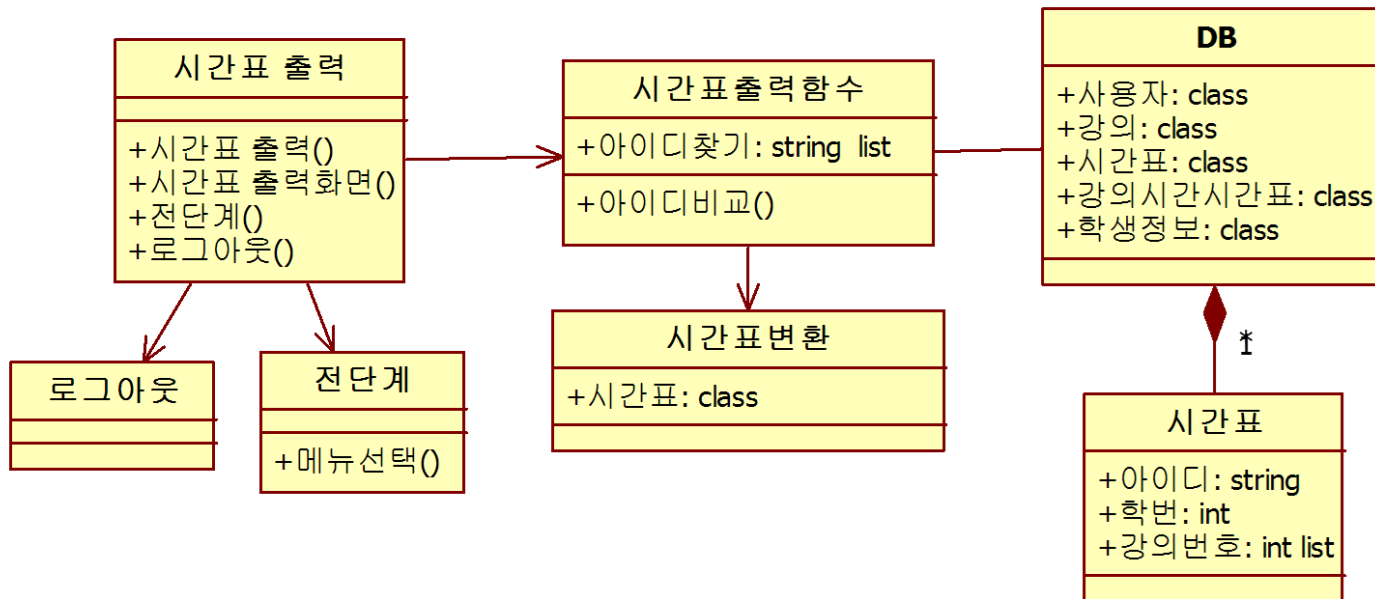 시간표 출력
+시간표 출력()
+시간표 출력화면()
+전단계()
+로그아웃()
시간표출력함수
+아이디찾기: string list
+아이디비교()
DB
+사용자: class
+강의: class
+시간표: class
+강의시간시간표: class
+학생정보: class
로그아웃
전단계
+메뉴선택()
시간표변환
+시간표: class
시간표
+아이디: string
+학번: int
+강의번호: int list